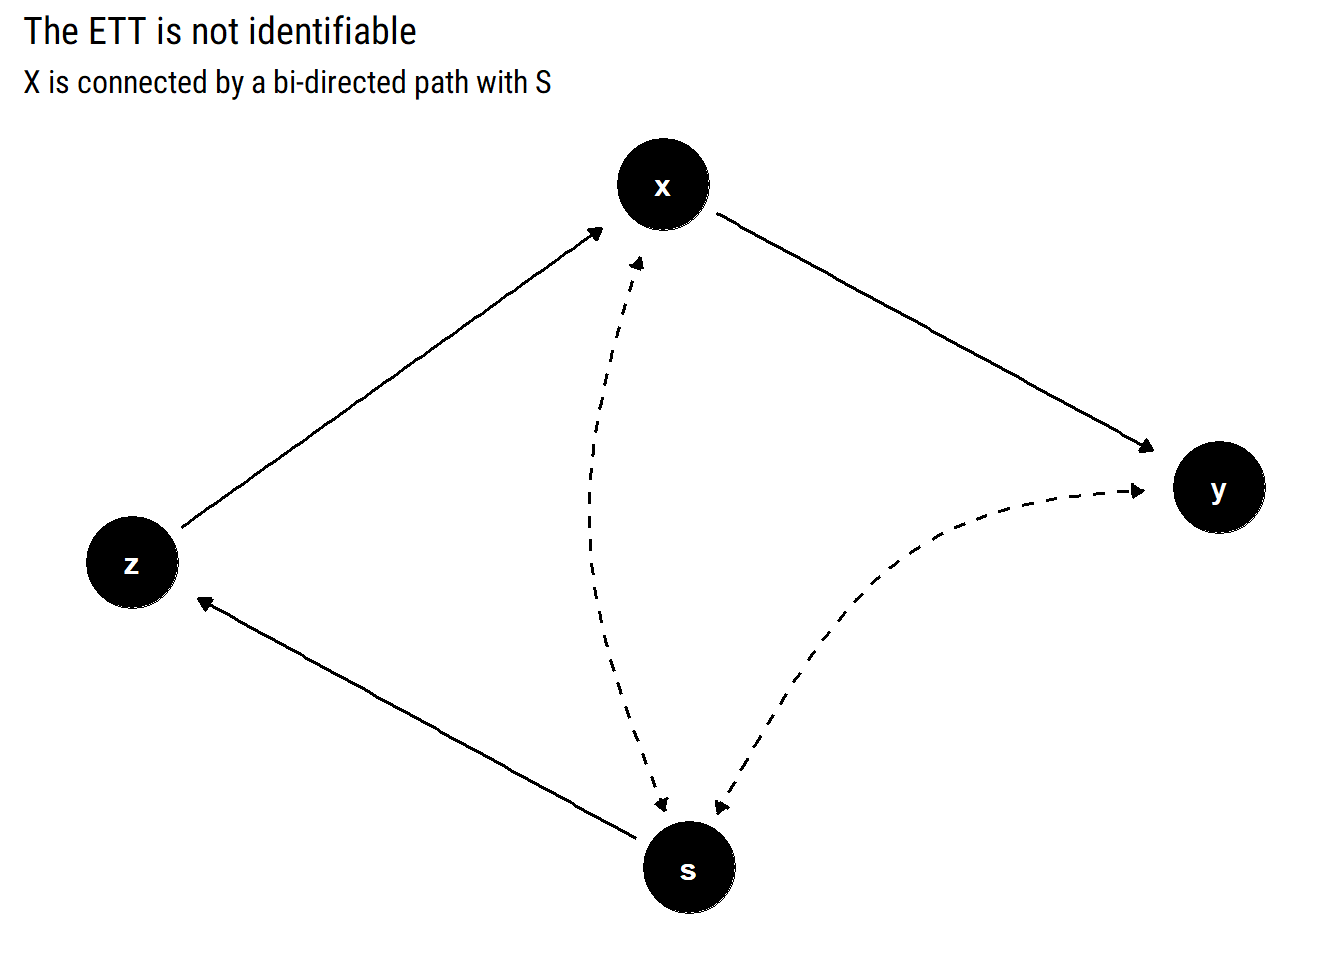 The ETT is not identifiable
X is connected by a bi-directed path with S
x
y
z
s